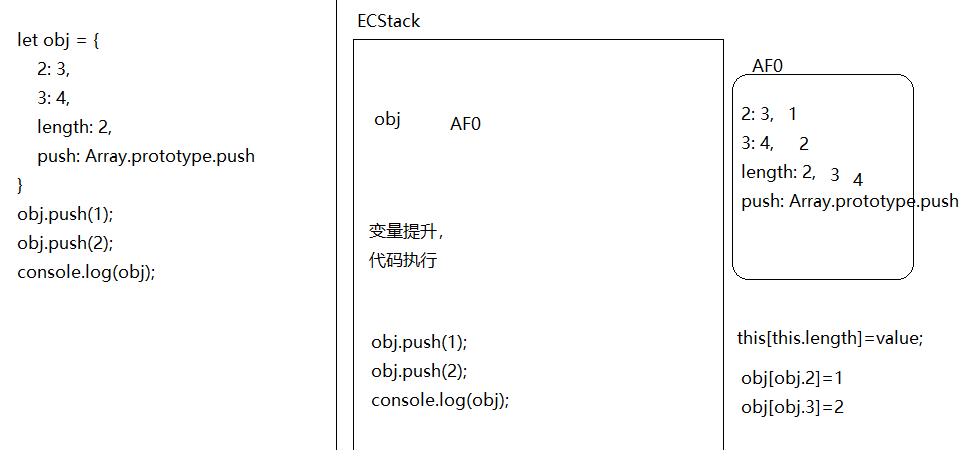 let obj = {
2: 3,
3: 4,
length: 2,
push: Array.prototype.push
}
obj.push(1);
obj.push(2);
console.log(obj);
ECStack
obj AF0
变量提升，
代码执行
obj.push(1);
obj.push(2);
console.log(obj);
AF0
2: 3, 1
3: 4, 2
length: 2, 3 4
push: Array.prototype.push
this[this.length]=value;
obj[obj.2]=1
obj[obj.3]=2